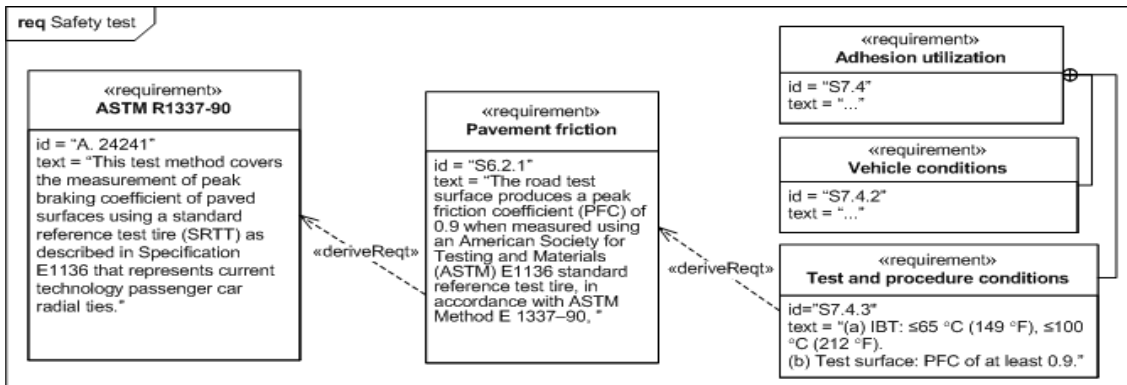 req Safety test
«requirement»
ASTM R1337-90
id = “A. 24241”
text = “This test method covers
the measurement of peak
braking coefficient of paved
surfaces using a standard
reference test tire (SRTT) as
described in Specification
E1136 that represents current
technology passenger car
radial ties.”
«deriveReqt»
«requirement»
Pavement friction
id = “S6.2.1”
text = “The road test
surface produces a peak
friction coefficient (PFC) of
0.9 when measured using
an American Society for
Testing and Materials
(ASTM) E1136 standard
reference test tire, in
accordance with ASTM
Method E 1337–90, ”
«deriveReqt»
«requirement»
Adhesion utilization
id = “S7.4”
text = “...”
«requirement»
Vehicle conditions
id = “S7.4.2”
text = “...”
«requirement»
Test and procedure conditions
id=”S7.4.3”
text = “(a) IBT: ≤65 °C (149 °F), ≤100
°C (212 °F).
(b) Test surface: PFC of at least 0.9.”